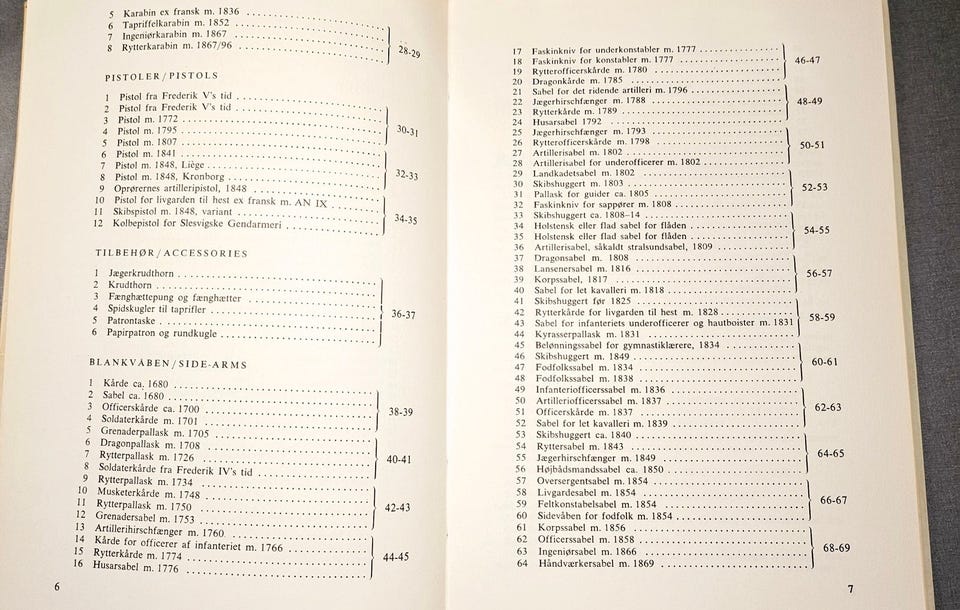 5 Karabin ex fransk m. 1836
6 Tapriffelkarabin m. 1852
7 Ingeniørkarabin m. 1867
8 Rytterkarabin m. 1867/96
28-29
PISTOLER/PISTOLS
1 Pistol fra Frederik V's tid
2 Pistol fra Frederik V's tid
3 Pistol m. 1772
4 Pistol m. 1795
5 Pistol m. 1807
30-31
6 Pistol m. 1841
7 Pistol m. 1848, Liège
8 Pistol m. 1848, Kronborg
9 Oprørernes artilleripistol, 1848
32-33
10 Pistol for livgarden til hest ex fransk m. AN IX
11 Skibspistol m. 1848, variant
12 Kolbepistol for Slesvigske Gendarmeri
34-35
TILBEHØR/ACCESSORIES
1 Jægerkrudthorn
2 Krudthorn
3 Fænghættepung og fænghætter
4 Spidskugler til taprifler
5 Patrontaske
6 Papirpatron og rundkugle
36-37
BLANKVÅBEN/SIDE-ARMS
1 Kårde ca. 1680
2 Sabel ca. 1680
3 Officerskårde ca. 1700
4 Soldaterkårde m. 1701
5 Grenaderpallask m. 1705
38-39
6 Dragonpallask m. 1708
7 Rytterpallask m. 1726
8 Soldaterkårde fra Frederik IV's tid
9 Rytterpallask m. 1734
40-41
10 Musketerkårde m. 1748
11 Rytterpallask m. 1750
12 Grenadersabel m. 1753
13 Artillerihirschfænger m. 1760
42-43
14 Kårde for officerer af infanteriet m. 1766
15 Rytterkårde m. 1774
16 Husarsabel m. 1776
44-45
6
17 Faskinkniv for underkonstabler m. 1777
18 Faskinkniv for konstabler m. 1777
19 Rytterofficerskårde m. 1780
20 Dragonkårde m. 1785
46-47
21 Sabel for det ridende artilleri m. 1796
22 Jægerhirschfænger m. 1788
23 Rytterkårde m. 1789
24 Husarsabel 1792
48-49
25 Jægerhirschfænger m. 1793
26 Rytterofficerskårde m. 1798
27 Artillerisabel m. 1802
28 Artillerisabel for underofficerer m. 1802
50-51
29 Landkadetsabel m. 1802
30 Skibshuggert m. 1803
31 Pallask for guider ca. 1805
32 Faskinkniv for sappører m. 1808
52-53
33 Skibshuggert ca. 1808–14
34 Holstensk eller flad sabel for flåden
35 Holstensk eller flad sabel for flåden
36 Artillerisabel, såkaldt stralsundsabel, 1809
54-55
37 Dragonsabel m. 1808
38 Lansenersabel m. 1816
39 Korpssabel, 1817
40 Sabel for let kavalleri m. 1818
56-57
41 Skibshuggert før 1825
42 Rytterkårde for livgarden til hest m. 1828
43 Sabel for infanteriets underofficerer og hautboister m. 1831
44 Kyrasserpallask m. 1831
58-59
45 Belønningssabel for gymnastiklærere, 1834
46 Skibshuggert m. 1849
47 Fodfolkssabel m. 1834
48 Fodfolkssabel m. 1838
60-61
49 Infanteriofficerssabel m. 1836
50 Artilleriofficerssabel m. 1837
51 Officerskårde m. 1837
52 Sabel for let kavalleri m. 1839
62-63
53 Skibshuggert ca. 1840
54 Ryttersabel m. 1843
55 Jægerhirschfænger m. 1849
56 Højbådsmandssabel ca. 1850
64-65
57 Oversergentsabel m. 1854
58 Livgardesabel m. 1854
59 Feltkonstabelsabel m. 1854
60 Sidevåben for fodfolk m. 1854
66-67
61 Korpssabel m. 1856
62 Officerssabel m. 1858
63 Ingeniørsabel m. 1866
64 Håndværkersabel m. 1869
68-69
7